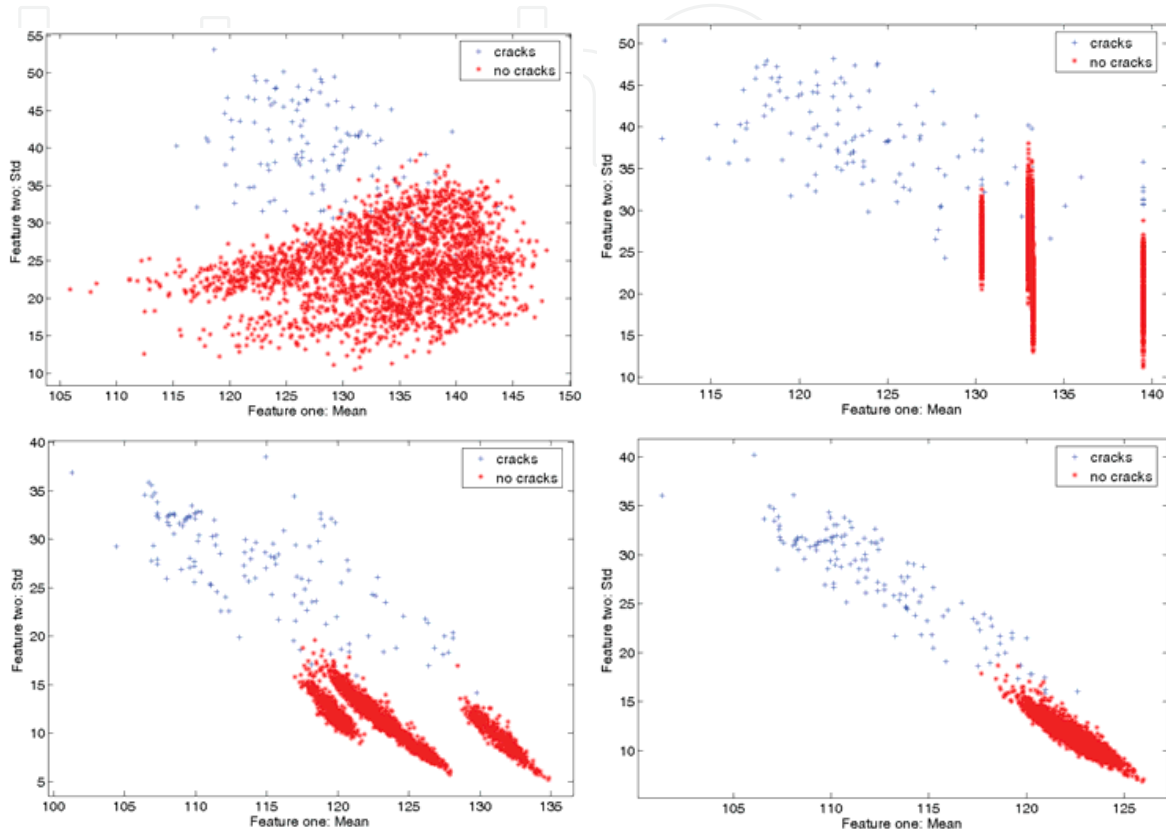 55
50
45
40
35
30
25
20
15
10
Feature two: Std
cracks
no cracks
105 110 115 120 125 130 135 140 145 150
Feature one: Mean
50
45
40
35
30
25
20
15
10
Feature two: Std
cracks
no cracks
115 120 125 130 135 140
Feature one: Mean
40
35
30
25
20
15
10
5
Feature two: Std
cracks
no cracks
100 105 110 115 120 125 130 135
Feature one: Mean
40
35
30
25
20
15
10
Feature two: Std
cracks
no cracks
105 110 115 120 125
Feature one: Mean